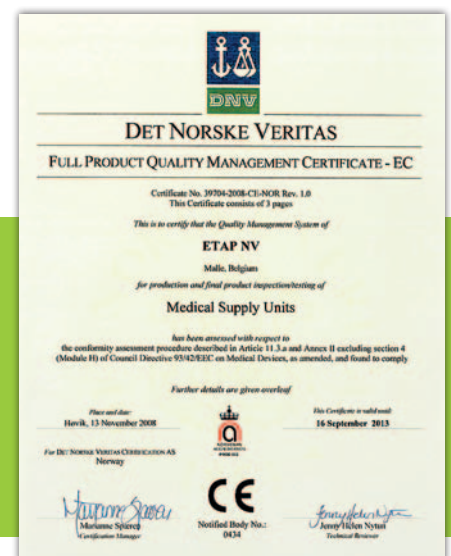 DNV
DET NORSKE VERITAS
FULL PRODUCT QUALITY MANAGEMENT CERTIFICATE - EC
Certificate No. 39704-2008-CE-NOR Rev. 1.0
This Certificate consists of 3 pages
This is to certify that the Quality Management System of
ETAP NV
Malle, Belgium
for production and final product inspection/testing of
Medical Supply Units
has been assessed with respect to
the conformity assessment procedure described in Article 11.3.a and Annex II excluding section 4
(Module H) of Council Directive 93/42/EEC on Medical Devices, as amended, and found to comply
Further details are given overleaf
Place and date:
Høvik, 13 November 2008
This Certificate is valid until:
16 September 2013
For DET NORSKE VERITAS CERTIFICATION AS
Norway
CE
Notified Body No.:
0434
Marianne
Certification Manager
Jenny Helen Nytun
Technical Reviewer